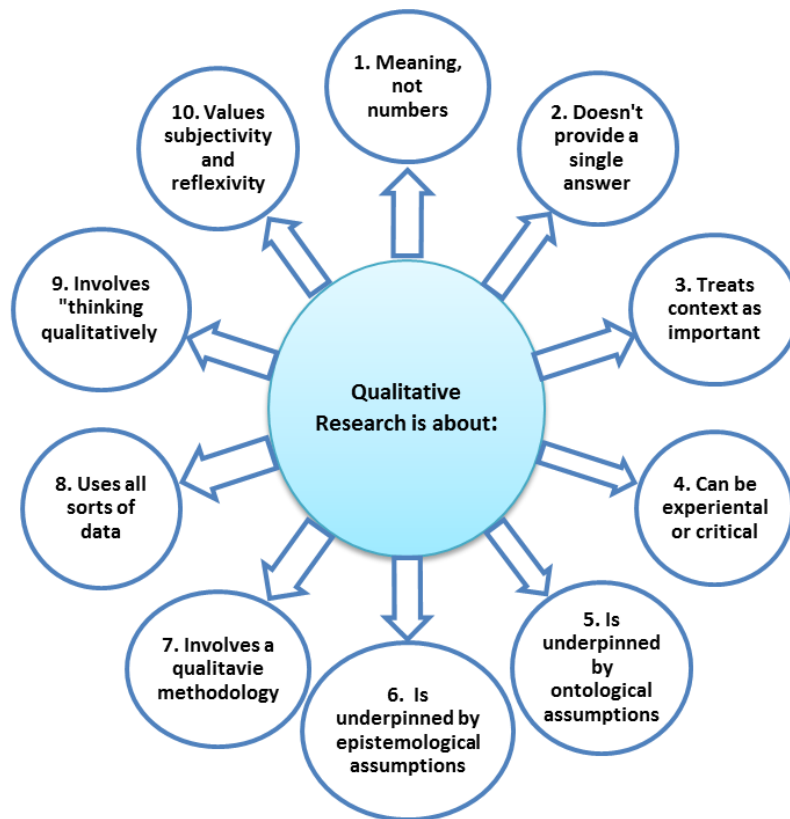 1. Meaning,
not
numbers
2. Doesn't
provide a
single
answer
3. Treats
context as
important
4. Can be
experiental
or critical
5. Is
underpinned
by
ontological
assumptions
6. Is
underpinned by
epistemological
assumptions
7. Involves a
qualitavie
methodology
8. Uses all
sorts of
data
9. Involves
"thinking
qualitatively
10. Values
subjectivity
and
reflexivity
Qualitative
Research is about: